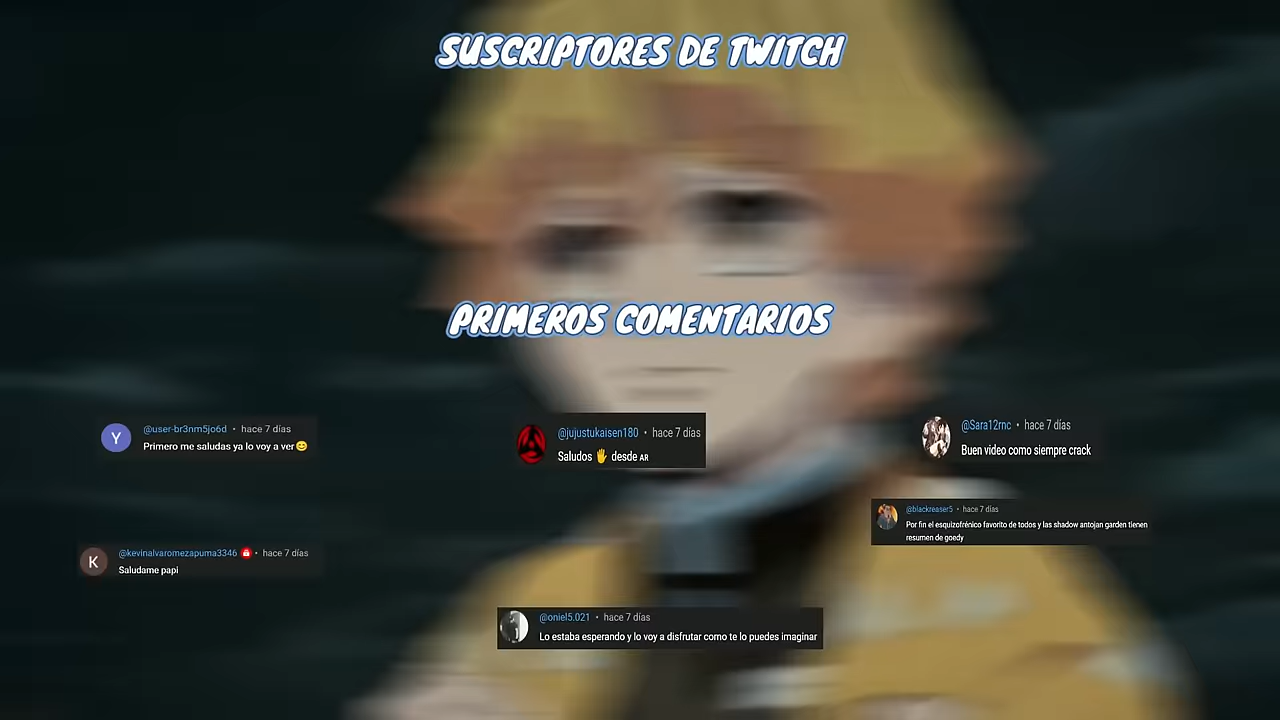 SUSCRIPTORES DE TWITCH
PRIMEROS COMENTARIOS
Y
@user-br3nm5jo6d • hace 7 días
Primero me saludas ya lo voy a ver😊
@jujustukaisen180 • hace 7 días
Saludos 🖐 desde AR
@Sara12rnc • hace 7 días
Buen video como siempre crack
@blackreaser5 • hace 7 días
Por fin el esquizofrénico favorito de todos y las shadow antojan garden tienen
resumen de goedy
K
@kevinalvaromezapuma3346 • hace 7 días
Saludame papi
@oniel5.021 • hace 7 días
Lo estaba esperando y lo voy a disfrutar como te lo puedes imaginar